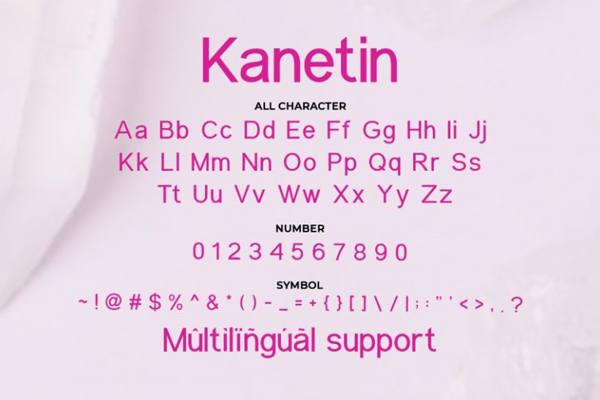 Kanetin
ALL CHARACTER
Aa Bb Cc Dd Ee Ff Gg Hh Ii Jj
Kk Ll Mm Nn Oo Pp Qq Rr Ss
Tt Uu Vv Ww Xx Yy Zz
NUMBER
0 1 2 3 4 5 6 7 8 9 0
SYMBOL
~ ! @ # $ % ^ & * ( ) - _ = + { } [ ] \ / | ; : " ' < > , . ?
Mûltilïñgúãl support